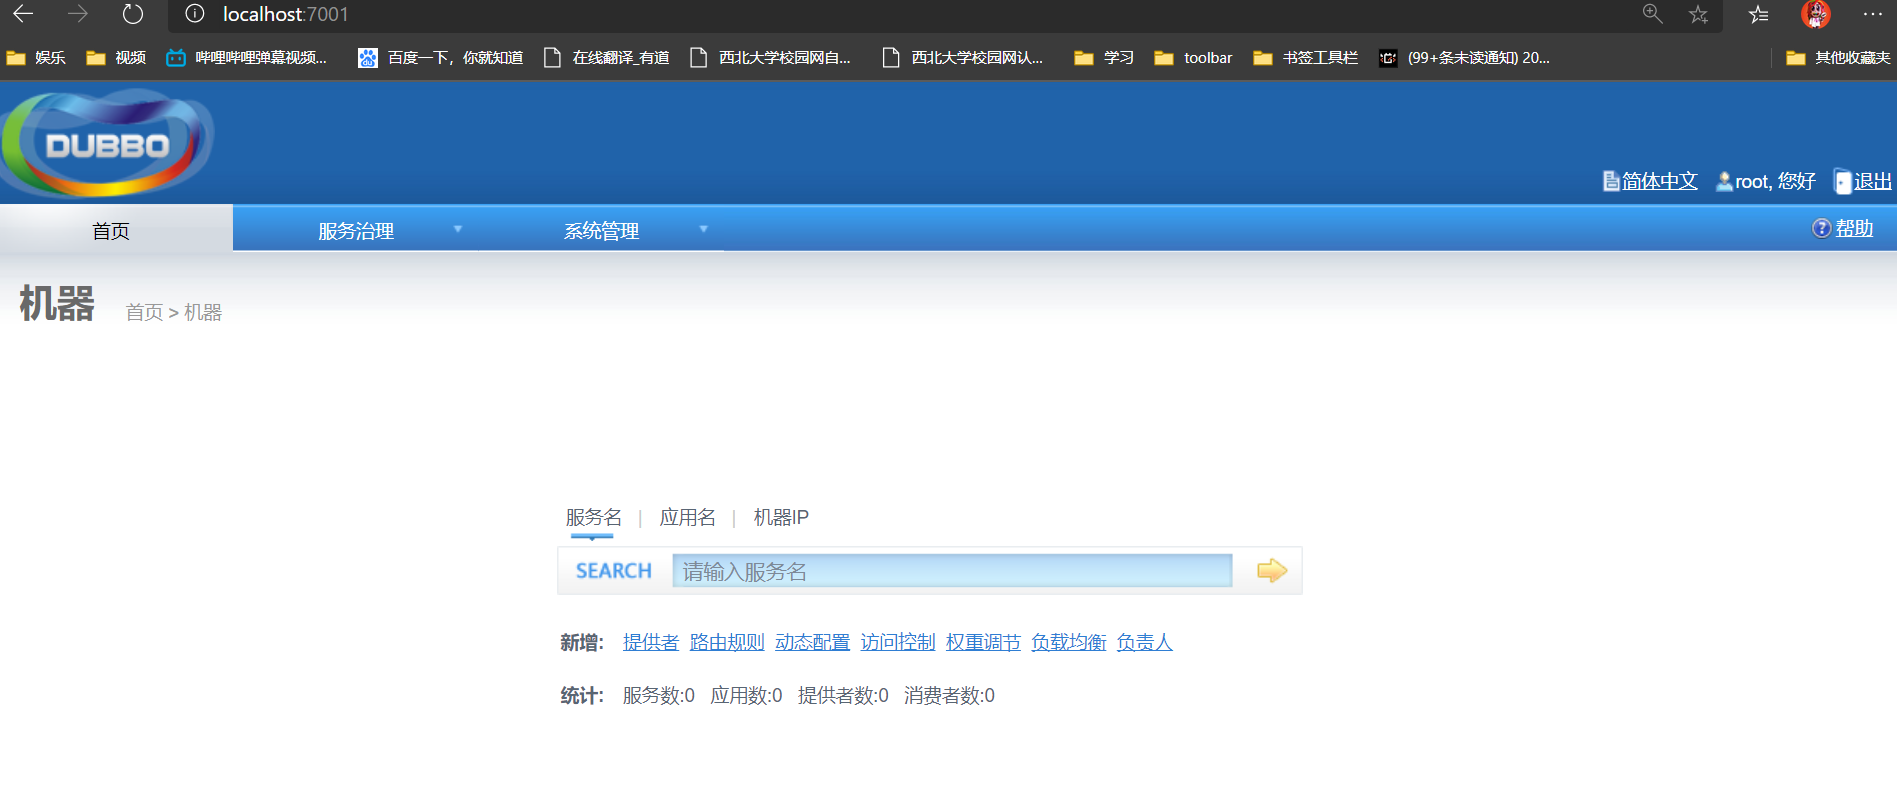 localhost:7001
娱乐 视频 哔哩哔哩弹幕视频... 百度一下，你就知道 在线翻译_有道 西北大学校园网自... 西北大学校园网认... 学习 toolbar 书签工具栏 (99+条未读通知) 20... 其他收藏夹
DUBBO
简体中文 root, 您好 退出
首页 服务治理 系统管理 帮助
机器 首页 > 机器
服务名 | 应用名 | 机器IP
SEARCH 请输入服务名
新增: 提供者 路由规则 动态配置 访问控制 权重调节 负载均衡 负责人
统计: 服务数:0 应用数:0 提供者数:0 消费者数:0